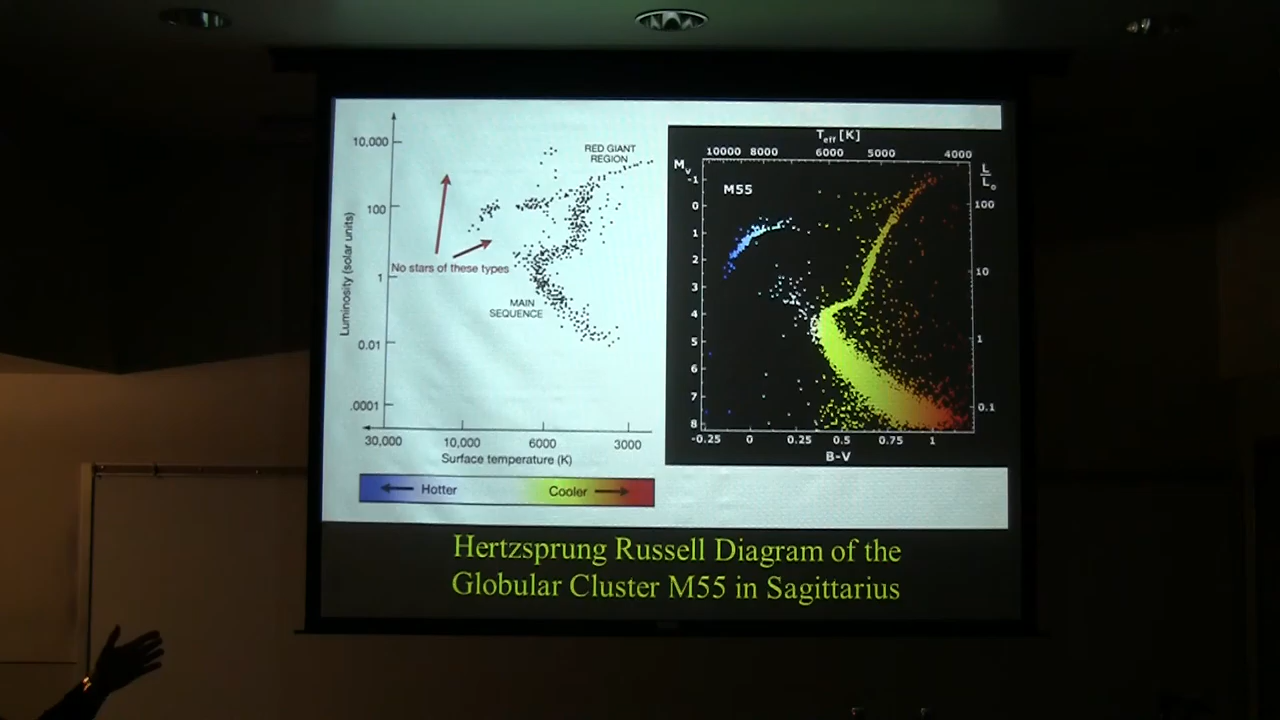 10,000
100
1
0.01
.0001
Luminosity (solar units)
RED GIANT
REGION
No stars of these types
MAIN
SEQUENCE
30,000 10,000 6000 3000
Surface temperature (K)
Hotter Cooler
Teff [K]
10000 8000 6000 5000 4000
Mv
L
L
M55
-1
0
1
2
3
4
5
6
7
8
100
10
1
0.1
-0.25 0 0.25 0.5 0.75 1
B-V
Hertzsprung Russell Diagram of the
Globular Cluster M55 in Sagittarius